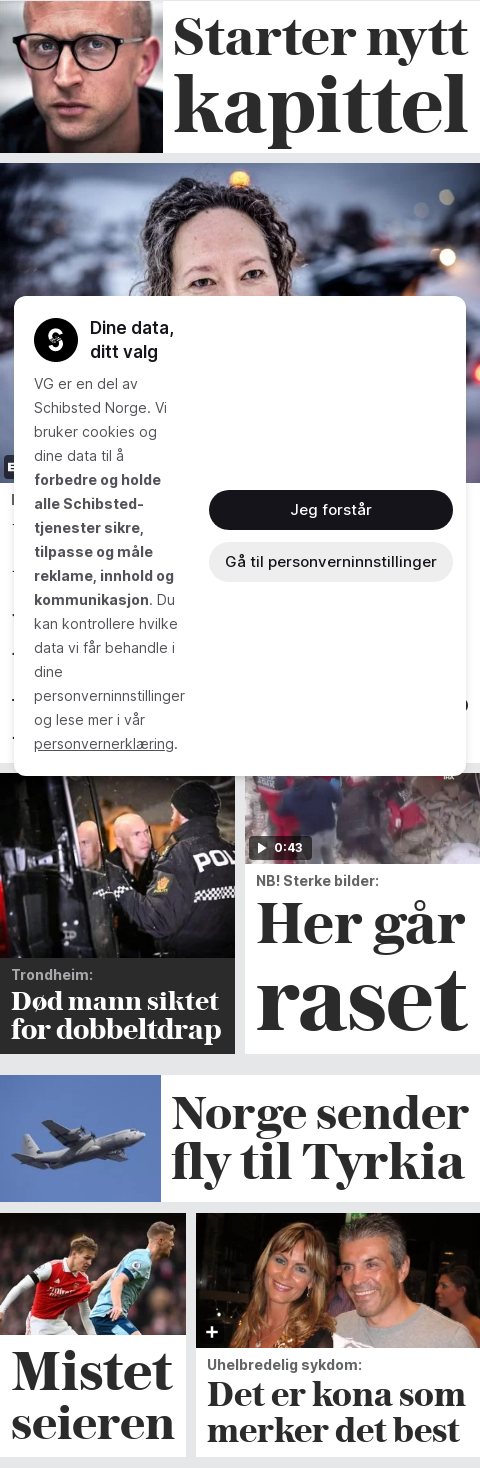 Starter nytt
kapittel
Dine data,
ditt valg
VG er en del av
Schibsted Norge. Vi
bruker cookies og
dine data til å
forbedre og holde
alle Schibsted-
tjenester sikre,
tilpasse og måle
reklame, innhold og
kommunikasjon. Du
kan kontrollere hvilke
data vi får behandle i
dine
personverninnstillinger
og lese mer i vår
personvernerklæring.
Jeg forstår
Gå til personverninnstillinger
POL
Trondheim:
Død mann siktet
for dobbeltdrap
0:43
NB! Sterke bilder:
Her går
raset
Norge sender
fly til Tyrkia
Mistet
seieren
Uhelbredelig sykdom:
Det er kona som
merker det best